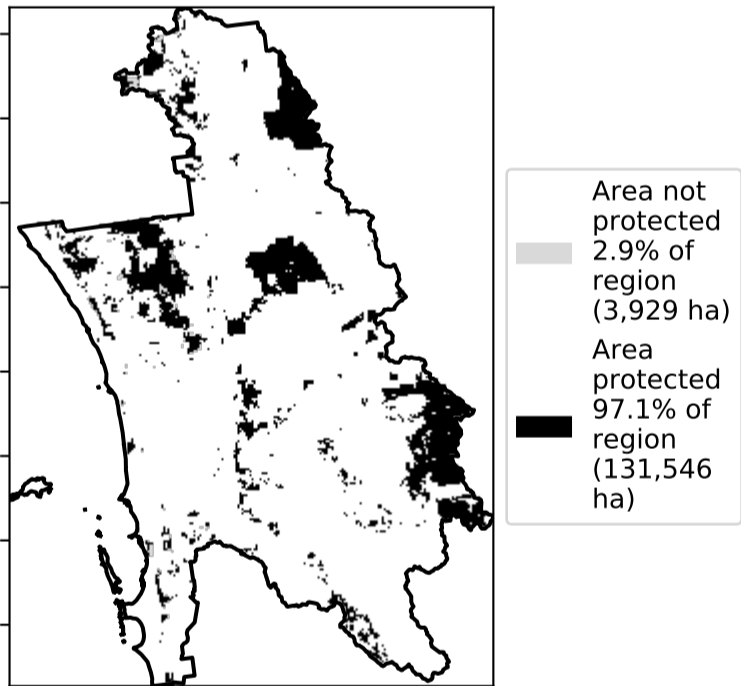 Area not
protected
2.9% of
region
(3,929 ha)
Area
protected
97.1% of
region
(131,546
ha)